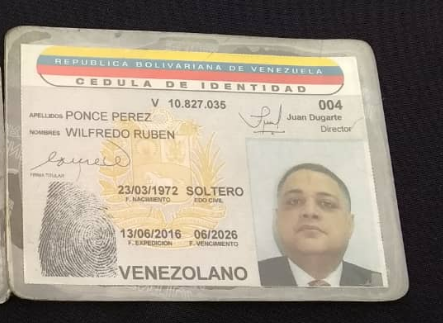 REPUBLICA BOLIVARIANA DE VENEZUELA
CEDULA DE IDENTIDAD
V 10.827.035 004
APELLIDOS PONCE PEREZ Juan Dugarte
Director
NOMBRES WILFREDO RUBEN
FIRMA TITULAR
23/03/1972 SOLTERO
F. NACIMIENTO EDO CIVIL
13/06/2016 06/2026
F. EXPEDICION F. VENCIMIENTO
VENEZOLANO